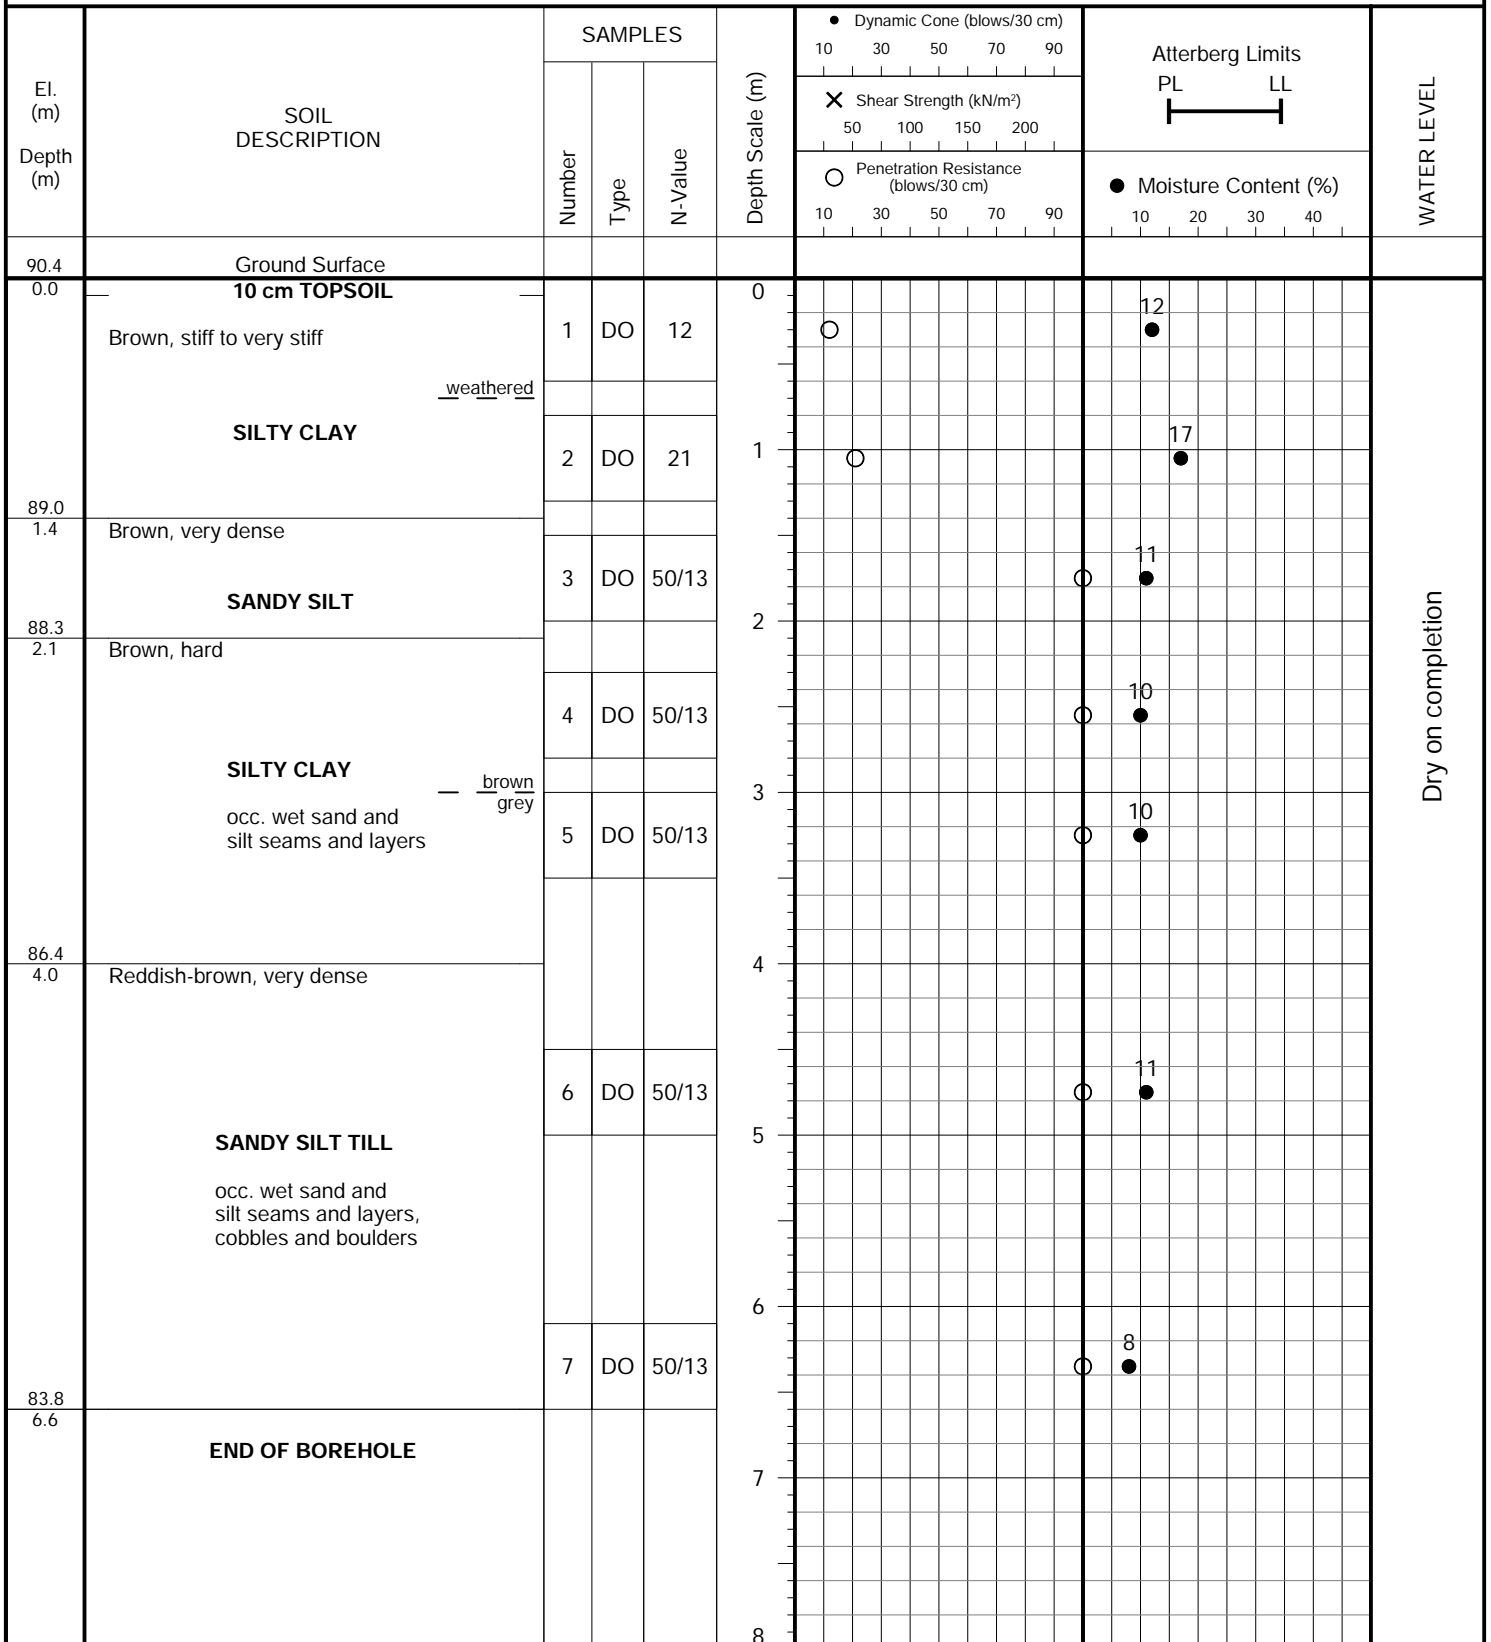 El.
(m)
Depth
(m)
SOIL
DESCRIPTION
SAMPLES
Number
Type
N-Value
Depth Scale (m)
● Dynamic Cone (blows/30 cm)
10 30 50 70 90
✕ Shear Strength (kN/m²)
50 100 150 200
○ Penetration Resistance
(blows/30 cm)
10 30 50 70 90
Atterberg Limits
PL LL
● Moisture Content (%)
10 20 30 40
WATER LEVEL
90.4 Ground Surface
0.0 10 cm TOPSOIL 0
12
Brown, stiff to very stiff 1 DO 12
weathered
SILTY CLAY
17
2 DO 21 1
89.0
1.4 Brown, very dense
11
3 DO 50/13
SANDY SILT
88.3 2
2.1 Brown, hard
10
4 DO 50/13
SILTY CLAY
brown
3
grey
occ. wet sand and
silt seams and layers
10
5 DO 50/13
Dry on completion
86.4
4
4.0 Reddish-brown, very dense
11
6 DO 50/13
5
SANDY SILT TILL
occ. wet sand and
silt seams and layers,
cobbles and boulders
6
8
7 DO 50/13
83.8
6.6
END OF BOREHOLE
7
8